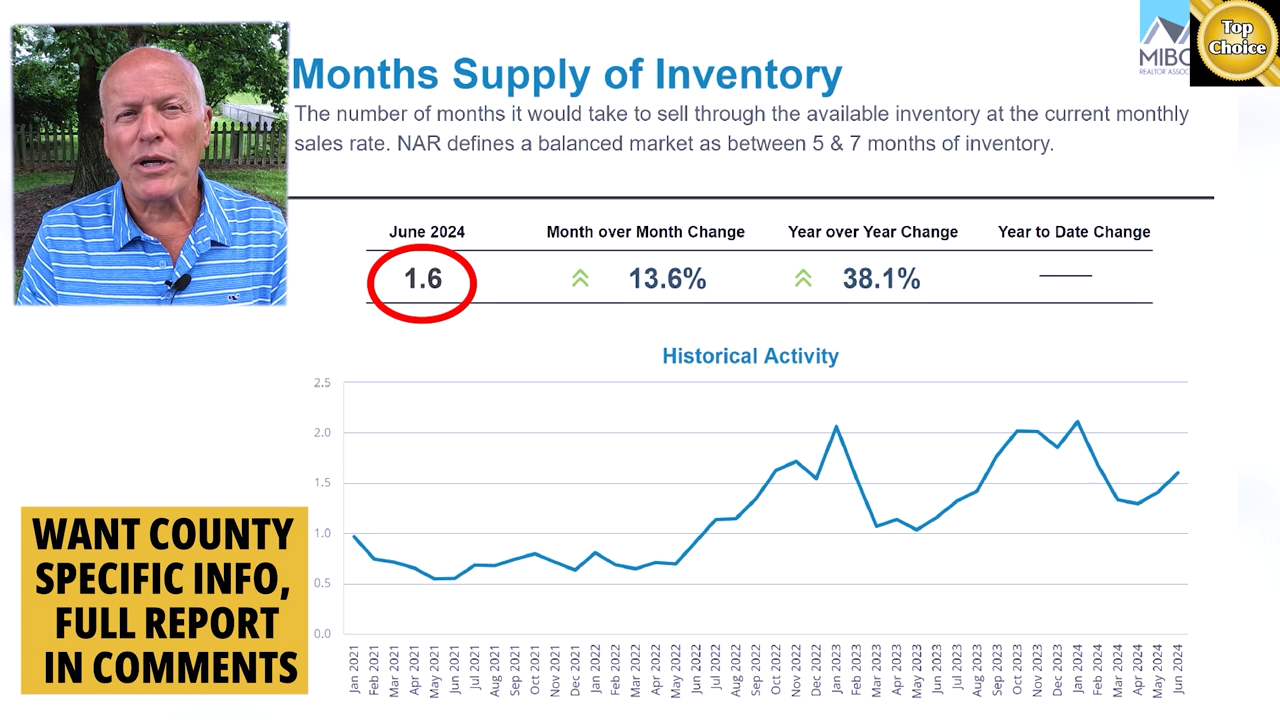 Months Supply of Inventory
The number of months it would take to sell through the available inventory at the current monthly
sales rate. NAR defines a balanced market as between 5 & 7 months of inventory.
MIBO
REALTOR ASSOC
Top
Choice
June 2024 Month over Month Change Year over Year Change Year to Date Change
1.6 13.6% 38.1%
Historical Activity
2.5
2.0
1.5
1.0
0.5
0.0
Jan 2021 Feb 2021 Mar 2021 Apr 2021 May 2021 Jun 2021 Jul 2021 Aug 2021 Sep 2021 Oct 2021 Nov 2021 Dec 2021 Jan 2022 Feb 2022 Mar 2022 Apr 2022 May 2022 Jun 2022 Jul 2022 Aug 2022 Sep 2022 Oct 2022 Nov 2022 Dec 2022 Jan 2023 Feb 2023 Mar 2023 Apr 2023 May 2023 Jun 2023 Jul 2023 Aug 2023 Sep 2023 Oct 2023 Nov 2023 Dec 2023 Jan 2024 Feb 2024 Mar 2024 Apr 2024 May 2024 Jun 2024
WANT COUNTY
SPECIFIC INFO,
FULL REPORT
IN COMMENTS